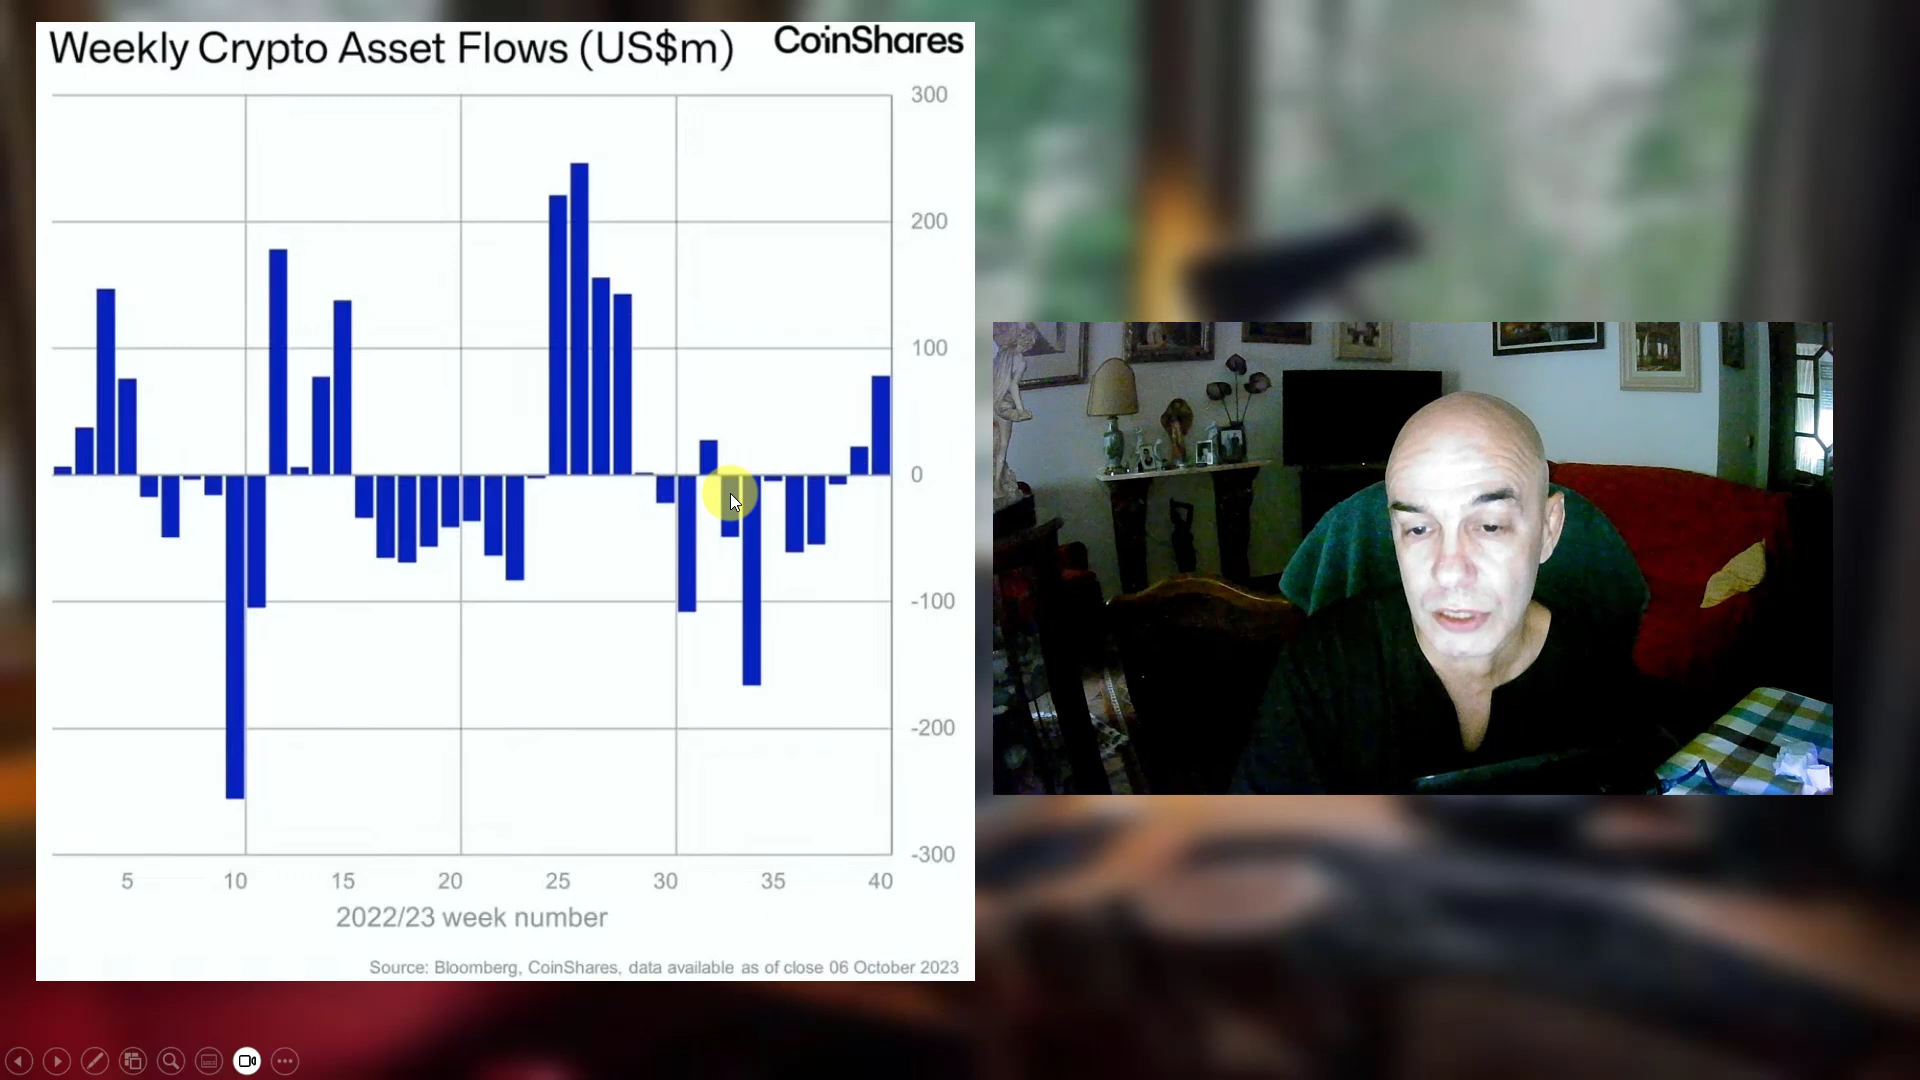 Weekly Crypto Asset Flows (US$m)
CoinShares
300
200
100
0
-100
-200
-300
5 10 15 20 25 30 35 40
2022/23 week number
Source: Bloomberg, CoinShares, data available as of close 06 October 2023